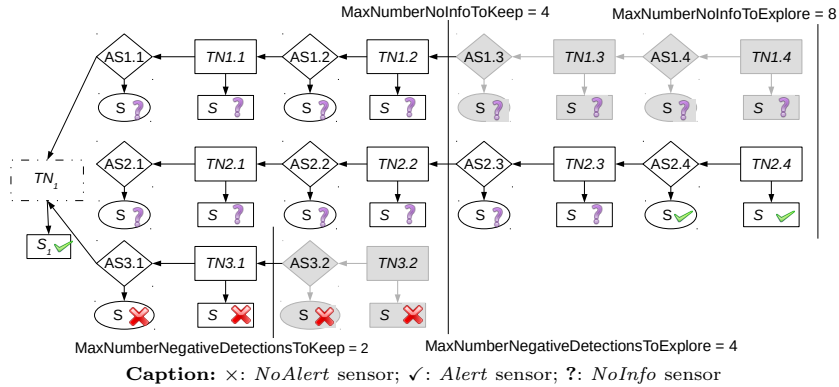 MaxNumberNoInfoToKeep = 4
MaxNumberNoInfoToExplore = 8
AS1.1 TN1.1 AS1.2 TN1.2 AS1.3 TN1.3 AS1.4 TN1.4
S ? S ? S ? S ? S ? S ? S ? S ?
AS2.1 TN2.1 AS2.2 TN2.2 AS2.3 TN2.3 AS2.4 TN2.4
TN₁
S ? S ? S ? S ? S ? S ? S ✓ S ✓
S₁ ✓
AS3.1 TN3.1 AS3.2 TN3.2
S × S × S × S ×
MaxNumberNegativeDetectionsToKeep = 2
MaxNumberNegativeDetectionsToExplore = 4
Caption: ×: NoAlert sensor; ✓: Alert sensor; ?: NoInfo sensor